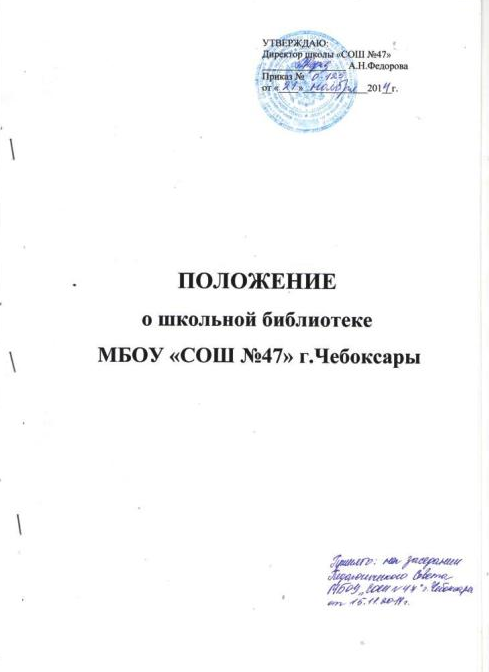 УТВЕРЖДАЮ:
Директор школы «СОШ №47»
А.Н.Федорова
Приказ № 0-123
от « 21 » ноября 2014 г.
ПОЛОЖЕНИЕ
о школьной библиотеке
МБОУ «СОШ №47» г.Чебоксары
Принято: на заседании
Педагогического Совета
МБОУ „СОШ №47" г.Чебоксары
от 15.11.2014г.